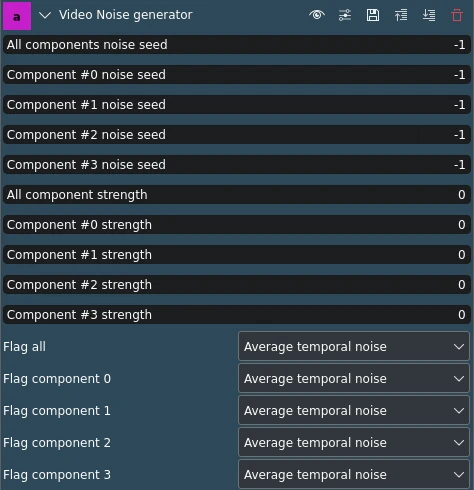 a Video Noise generator
All components noise seed -1
Component #0 noise seed -1
Component #1 noise seed -1
Component #2 noise seed -1
Component #3 noise seed -1
All component strength 0
Component #0 strength 0
Component #1 strength 0
Component #2 strength 0
Component #3 strength 0
Flag all Average temporal noise
Flag component 0 Average temporal noise
Flag component 1 Average temporal noise
Flag component 2 Average temporal noise
Flag component 3 Average temporal noise